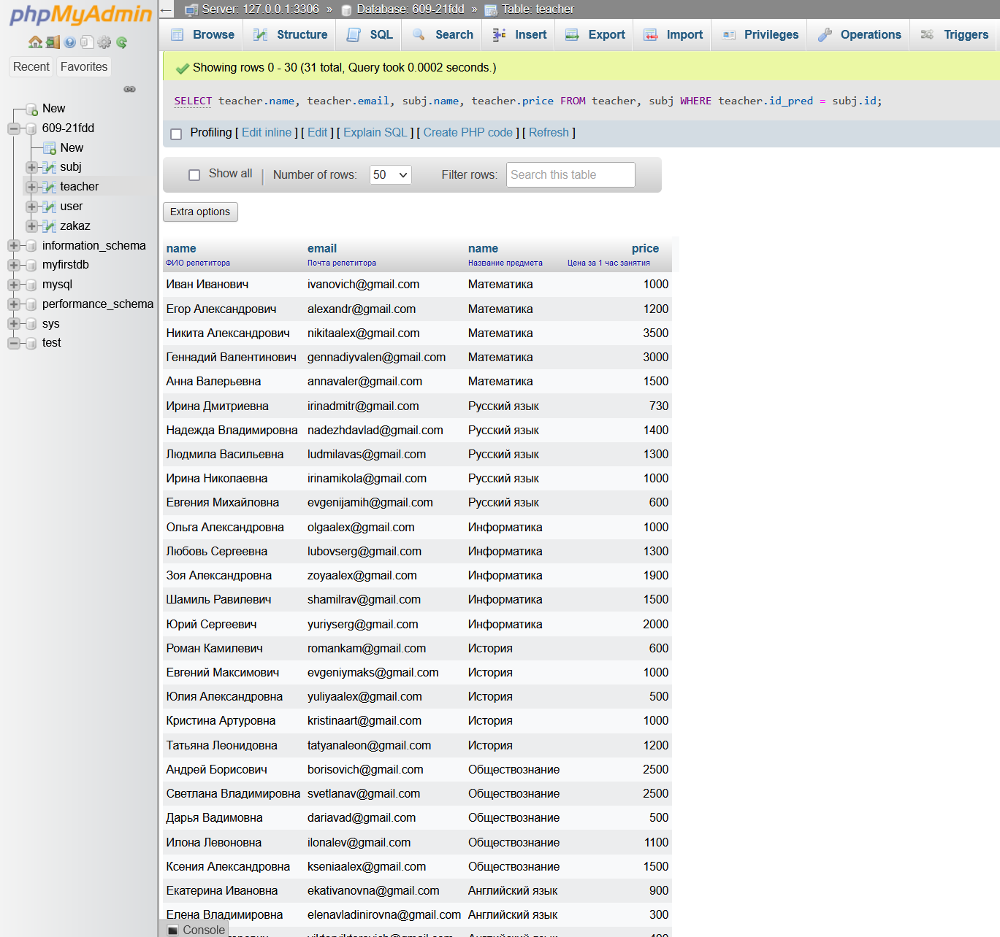 phpMyAdmin
Recent Favorites
New
609-21fdd
New
subj
teacher
user
zakaz
information_schema
myfirstdb
mysql
performance_schema
sys
test
Server: 127.0.0.1:3306 » Database: 609-21fdd » Table: teacher
Browse Structure SQL Search Insert Export Import Privileges Operations Triggers
Showing rows 0 - 30 (31 total, Query took 0.0002 seconds.)
SELECT teacher.name, teacher.email, subj.name, teacher.price FROM teacher, subj WHERE teacher.id_pred = subj.id;
Profiling [ Edit inline ] [ Edit ] [ Explain SQL ] [ Create PHP code ] [ Refresh ]
Show all | Number of rows: 50 Filter rows: Search this table
Extra options
name email name price
ФИО репетитора Почта репетитора Название предмета Цена за 1 час занятия
Иван Иванович ivanovich@gmail.com Математика 1000
Егор Александрович alexandr@gmail.com Математика 1200
Никита Александрович nikitaalex@gmail.com Математика 3500
Геннадий Валентинович gennadiyvalen@gmail.com Математика 3000
Анна Валерьевна annavaler@gmail.com Математика 1500
Ирина Дмитриевна irinadmitr@gmail.com Русский язык 730
Надежда Владимировна nadezhdavlad@gmail.com Русский язык 1400
Людмила Васильевна ludmilavas@gmail.com Русский язык 1300
Ирина Николаевна irinamikola@gmail.com Русский язык 1000
Евгения Михайловна evgenijamih@gmail.com Русский язык 600
Ольга Александровна olgaalex@gmail.com Информатика 1000
Любовь Сергеевна lubovserg@gmail.com Информатика 1300
Зоя Александровна zoyaalex@gmail.com Информатика 1900
Шамиль Равилевич shamilrav@gmail.com Информатика 1500
Юрий Сергеевич yuriyserg@gmail.com Информатика 2000
Роман Камилевич romankam@gmail.com История 600
Евгений Максимович evgeniymaks@gmail.com История 1000
Юлия Александровна yuliyaalex@gmail.com История 500
Кристина Артуровна kristinaart@gmail.com История 1000
Татьяна Леонидовна tatyanaleon@gmail.com История 1200
Андрей Борисович borisovich@gmail.com Обществознание 2500
Светлана Владимировна svetlanav@gmail.com Обществознание 2500
Дарья Вадимовна dariavad@gmail.com Обществознание 500
Илона Левоновна ilonalev@gmail.com Обществознание 1100
Ксения Александровна kseniaalex@gmail.com Обществознание 1500
Екатерина Ивановна ekativanovna@gmail.com Английский язык 900
Елена Владимировна elenavladinirovna@gmail.com Английский язык 300
Console